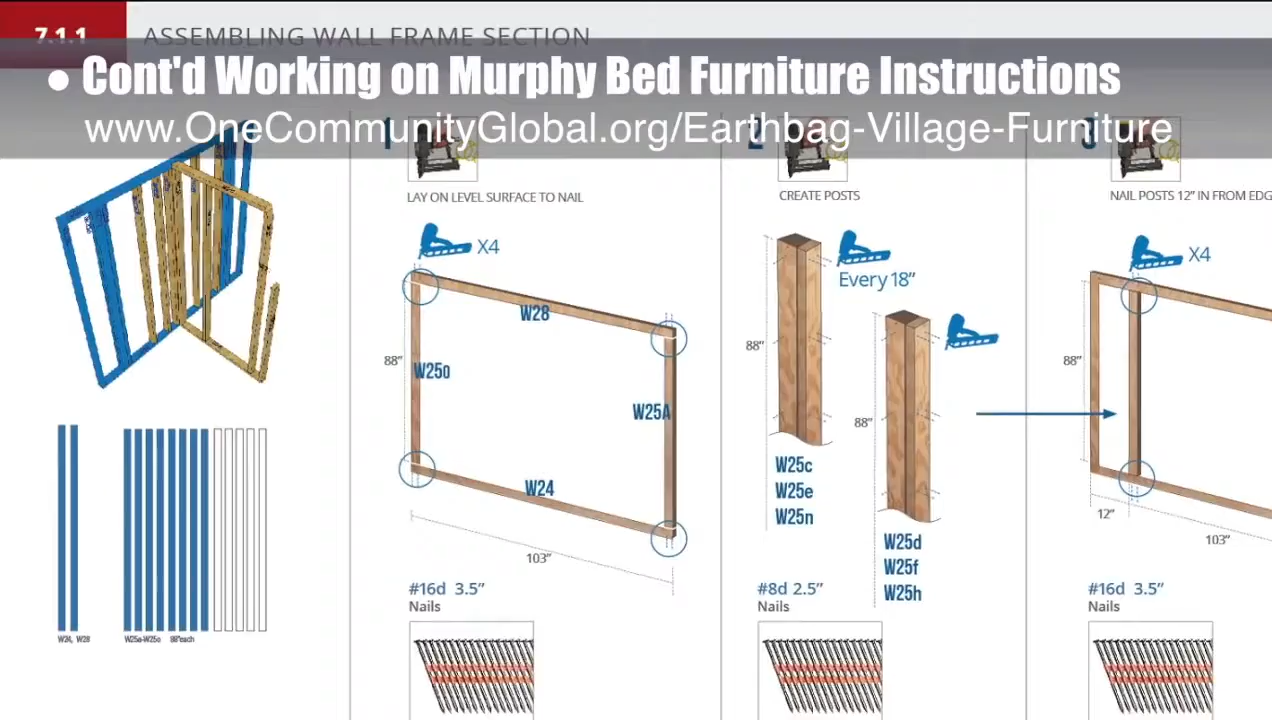 7.1.1 ASSEMBLING WALL FRAME SECTION
• Cont'd Working on Murphy Bed Furniture Instructions
www.OneCommunityGlobal.org/Earthbag-Village-Furniture
W24, W28
W25a-W25o 88"each
1
LAY ON LEVEL SURFACE TO NAIL
X4
W28
88"
W25o
W25A
W24
103"
#16d 3.5"
Nails
2
CREATE POSTS
Every 18"
88"
88"
W25c
W25e
W25n
W25d
W25f
W25h
#8d 2.5"
Nails
3
NAIL POSTS 12" IN FROM EDG
X4
88"
12"
103"
#16d 3.5"
Nails